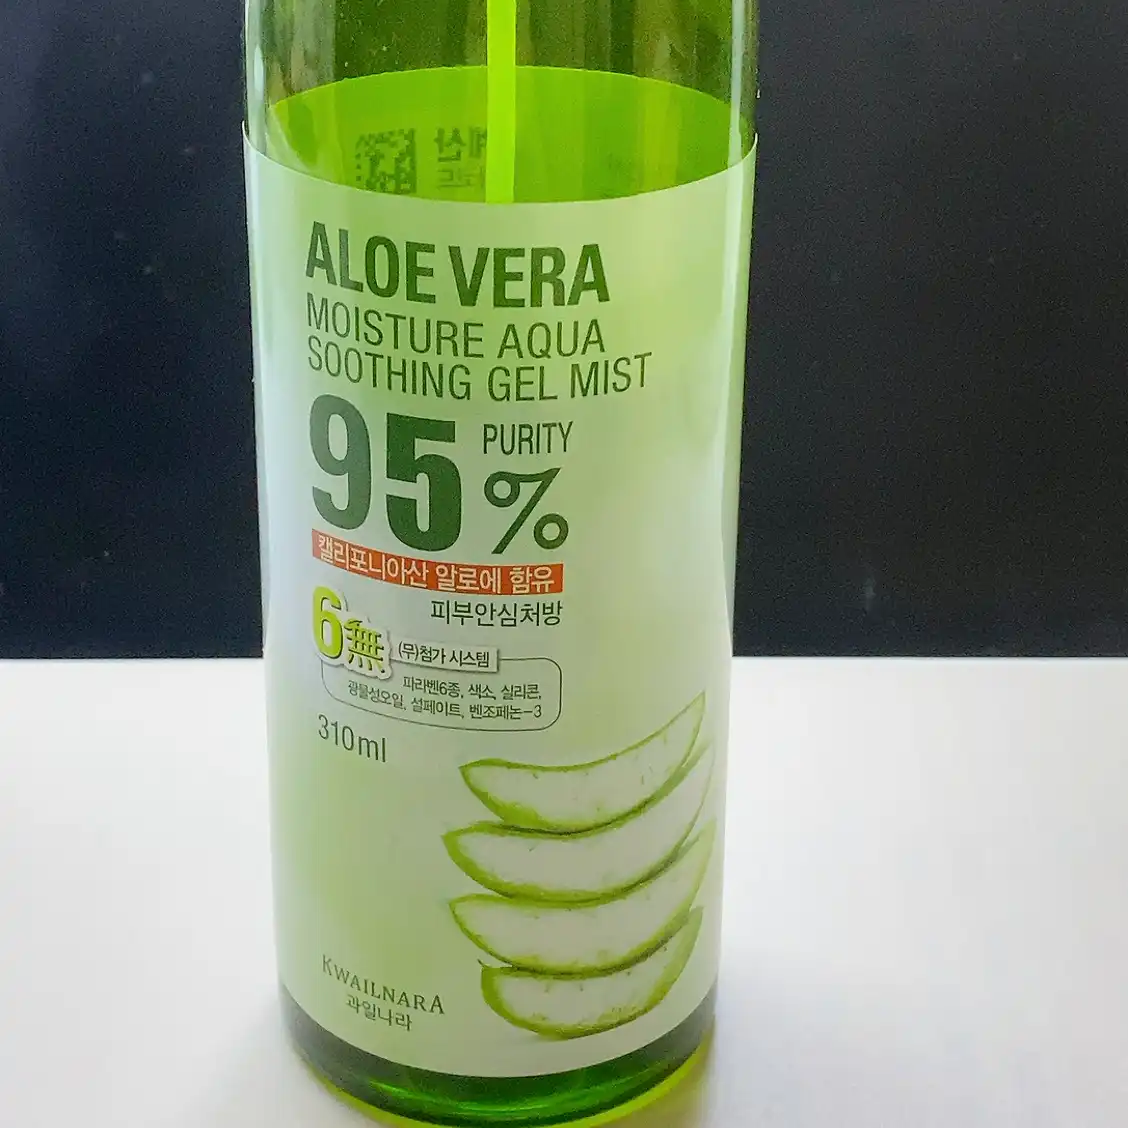 ALOE VERA
MOISTURE AQUA
SOOTHING GEL MIST
95% PURITY
캘리포니아산 알로에 함유
피부안심처방
6無 (무)첨가 시스템
파라벤6종, 색소, 실리콘,
광물성오일, 설페이트, 벤조페논-3
310ml
KWAILNARA
과일나라